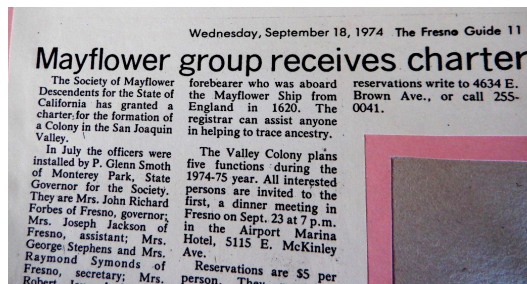 Wednesday, September 18, 1974 The Fresno Guide 11
Mayflower group receives charter
The Society of Mayflower
Descendents for the State of
California has granted a
charter for the formation of
a Colony in the San Joaquin
Valley.
In July the officers were
installed by P. Glenn Smoth
of Monterey Park, State
Governor for the Society.
They are Mrs. John Richard
Forbes of Fresno, governor;
Mrs. Joseph Jackson of
Fresno, assistant; Mrs.
George Stephens and Mrs.
Raymond Symonds of
Fresno, secretary; Mrs.
Robert
forebearer who was aboard
the Mayflower Ship from
England in 1620. The
registrar can assist anyone
in helping to trace ancestry.
The Valley Colony plans
five functions during the
1974-75 year. All interested
persons are invited to the
first, a dinner meeting in
Fresno on Sept. 23 at 7 p.m.
in the Airport Marina
Hotel, 5115 E. McKinley
Ave.
Reservations are $5 per
person. They
reservations write to 4634 E.
Brown Ave., or call 255-
0041.